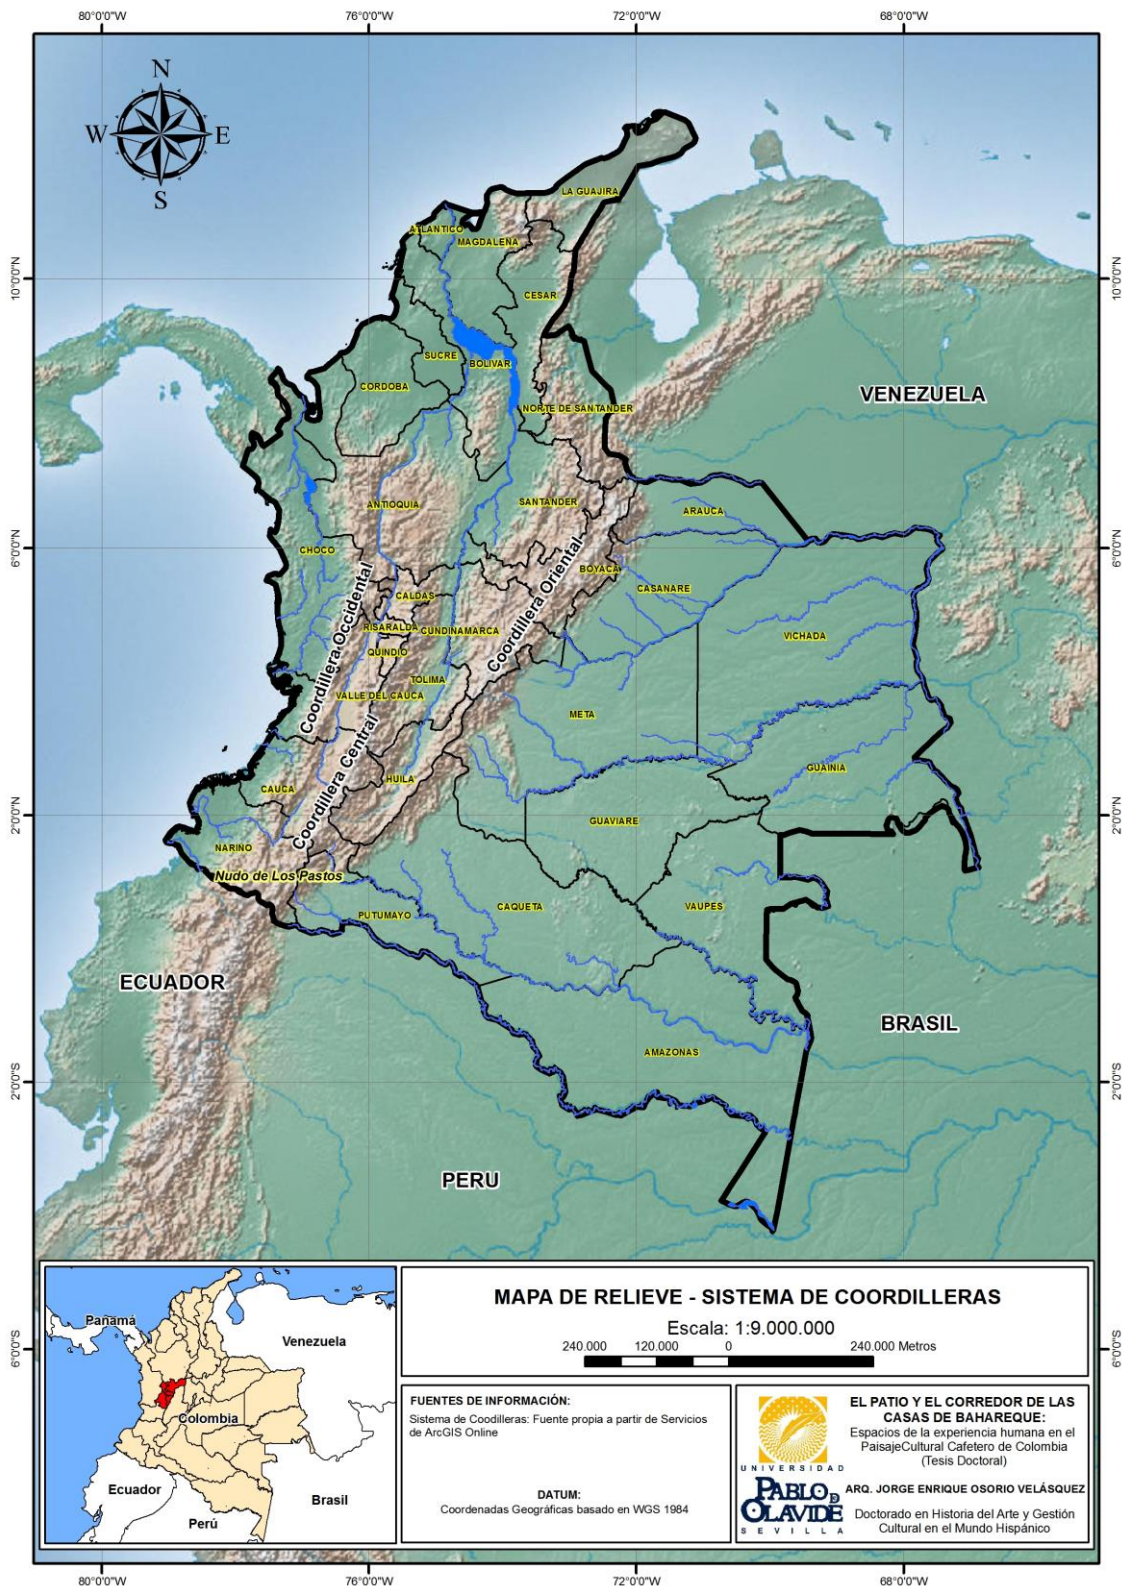 80°0'0"W
76°0'0"W
72°0'0"W
68°0'0"W
N
W
E
S
10°0'0"N
10°0'0"N
6°0'0"N
6°0'0"N
2°0'0"N
2°0'0"N
2°0'0"S
2°0'0"S
6°0'0"S
6°0'0"S
LA GUAJIRA
ATLANTICO
MAGDALENA
CESAR
SUCRE
BOLIVAR
CORDOBA
NORTE DE SANTANDER
VENEZUELA
ANTIOQUIA
SANTANDER
ARAUCA
CHOCO
BOYACA
CASANARE
CALDAS
RISARALDA
CUNDINAMARCA
VICHADA
QUINDIO
TOLIMA
VALLE DEL CAUCA
META
Coordillera Occidental
Coordillera Oriental
Coordillera Central
GUAINIA
HUILA
CAUCA
GUAVIARE
NARINO
Nudo de Los Pastos
CAQUETA
VAUPES
PUTUMAYO
ECUADOR
BRASIL
AMAZONAS
PERU
Panamá
Venezuela
Colombia
Ecuador
Brasil
Perú
MAPA DE RELIEVE - SISTEMA DE COORDILLERAS
Escala: 1:9.000.000
240.000 120.000 0 240.000 Metros
FUENTES DE INFORMACIÓN:
Sistema de Coodilleras: Fuente propia a partir de Servicios
de ArcGIS Online
DATUM:
Coordenadas Geográficas basado en WGS 1984
UNIVERSIDAD
PABLO DE
OLAVIDE
SEVILLA
EL PATIO Y EL CORREDOR DE LAS
CASAS DE BAHAREQUE:
Espacios de la experiencia humana en el
PaisajeCultural Cafetero de Colombia
(Tesis Doctoral)
ARQ. JORGE ENRIQUE OSORIO VELÁSQUEZ
Doctorado en Historia del Arte y Gestión
Cultural en el Mundo Hispánico
80°0'0"W
76°0'0"W
72°0'0"W
68°0'0"W